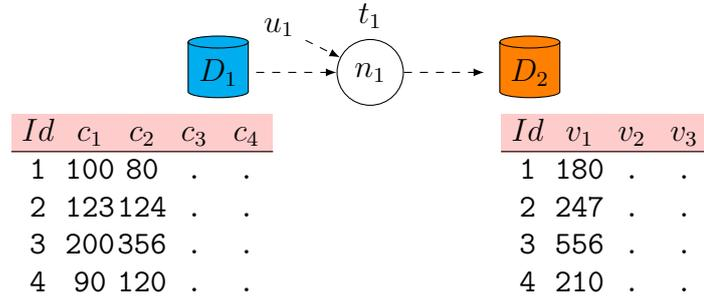 u₁ t₁
D₁ n₁ D₂
Id c₁ c₂ c₃ c₄ Id v₁ v₂ v₃
1 100 80 . . 1 180 . .
2 123 124 . . 2 247 . .
3 200 356 . . 3 556 . .
4 90 120 . . 4 210 . .